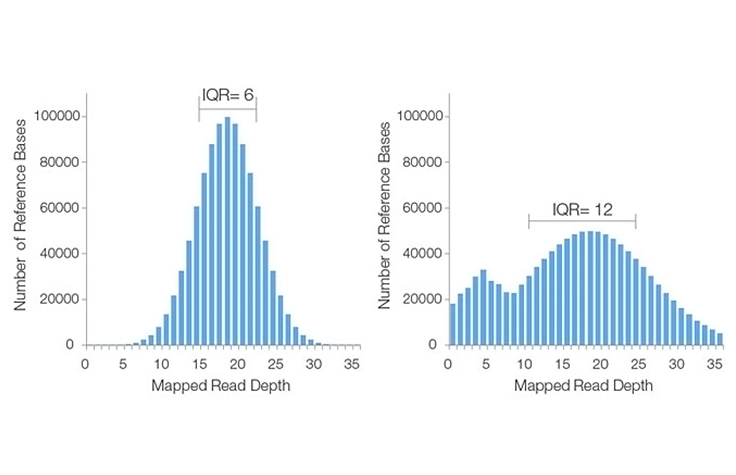 IQR= 6
100000
80000
60000
40000
20000
0
0 5 10 15 20 25 30 35
Number of Reference Bases
Mapped Read Depth
IQR= 12
100000
80000
60000
40000
20000
0
0 5 10 15 20 25 30 35
Number of Reference Bases
Mapped Read Depth